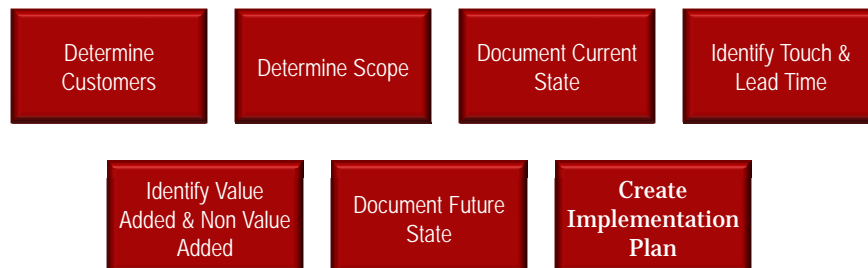 Determine
Customers
Determine Scope
Document Current
State
Identify Touch &
Lead Time
Identify Value
Added & Non Value
Added
Document Future
State
Create
Implementation
Plan